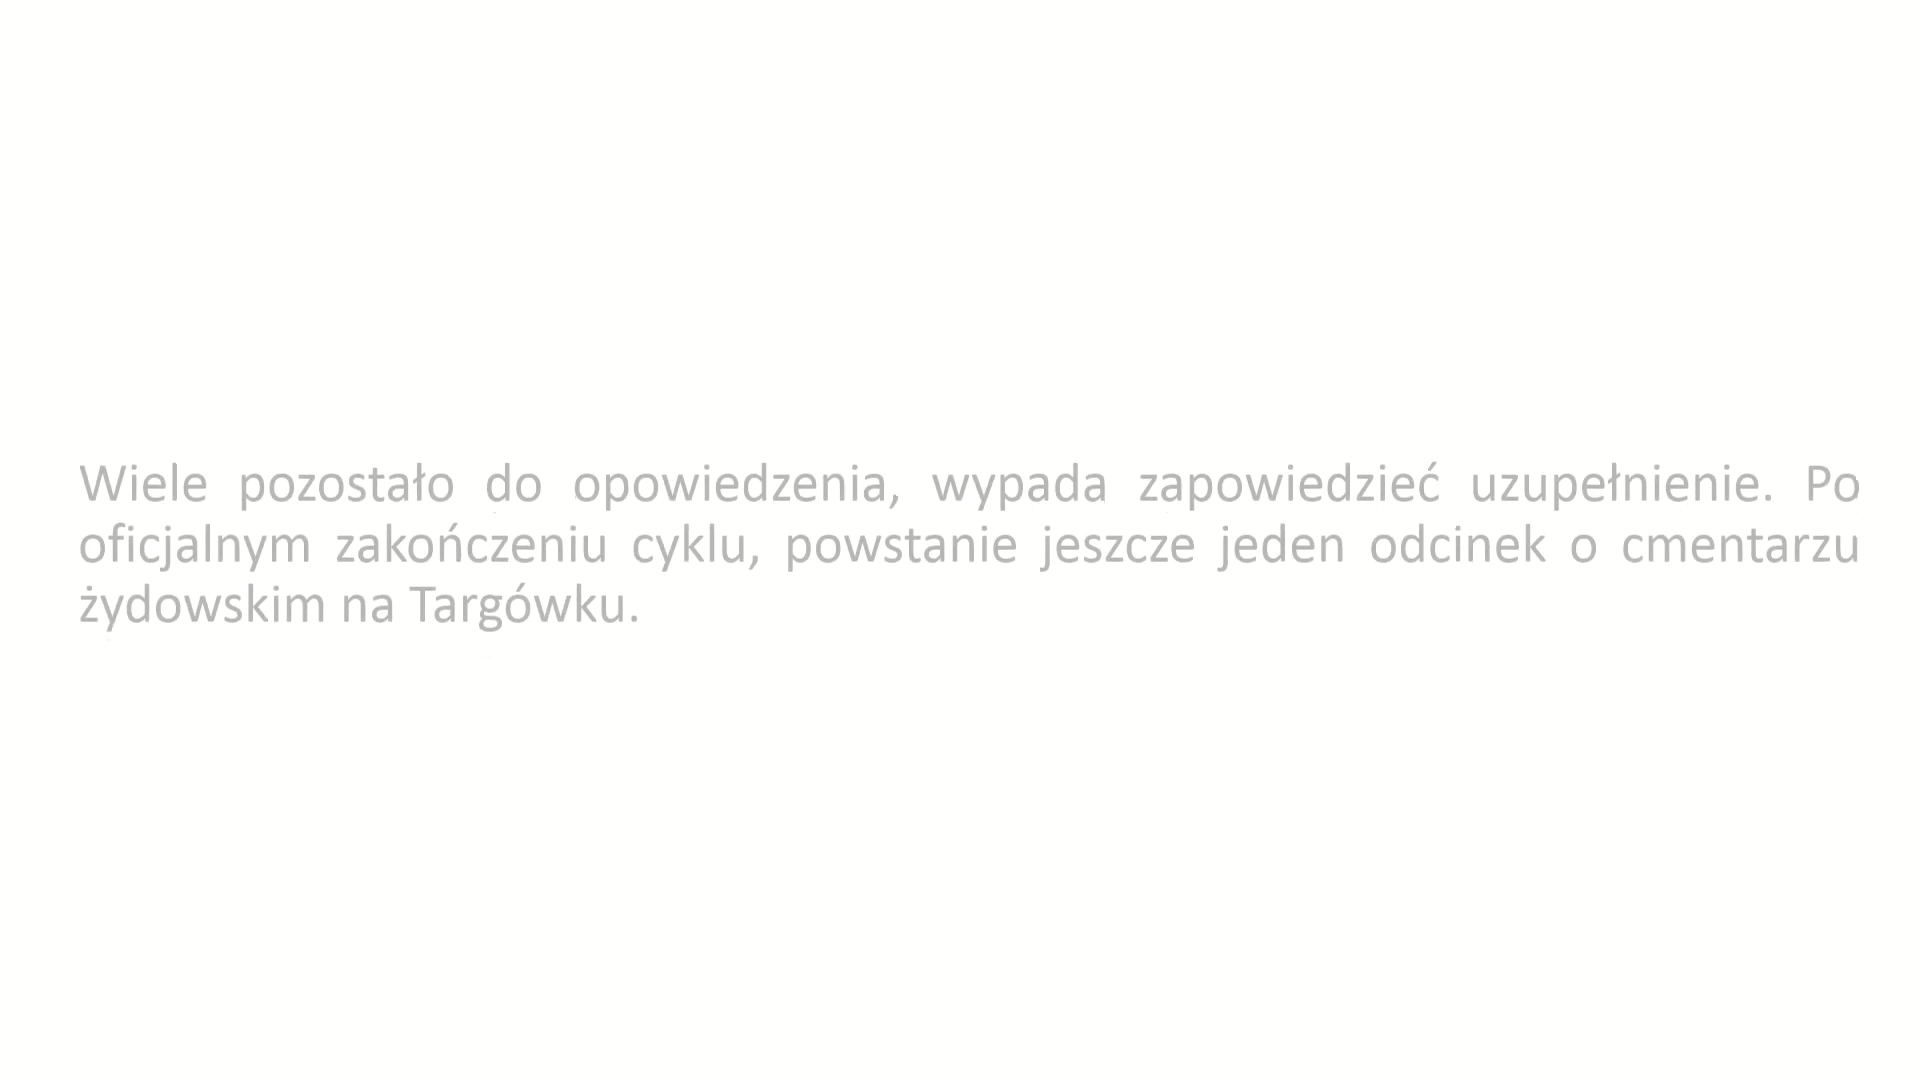 Wiele pozostało do opowiedzenia, wypada zapowiedzieć uzupełnienie. Po
oficjalnym zakończeniu cyklu, powstanie jeszcze jeden odcinek o cmentarzu
żydowskim na Targówku.